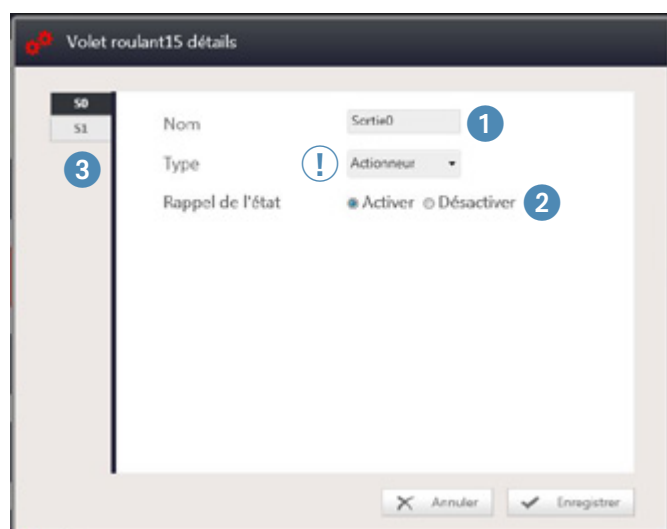 Volet roulant15 détails
S0
S1
3
Nom
Sortie0
1
Type
!
Actionneur
Rappel de l'état
Activer
Désactiver
2
Annuler
Enregistrer